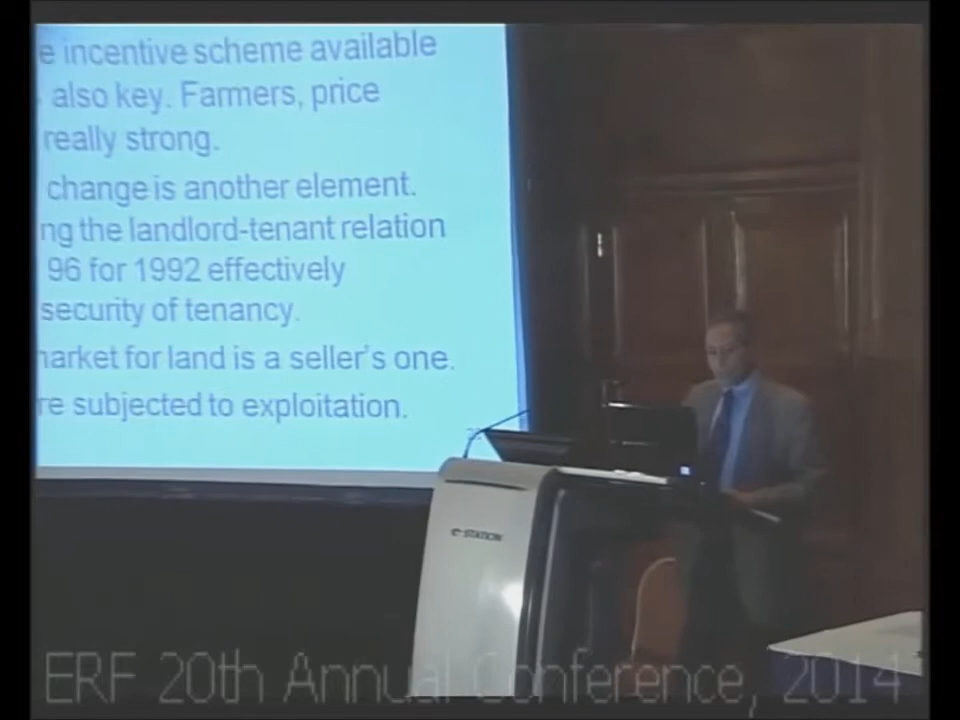 e incentive scheme available
also key. Farmers, price
really strong.
change is another element.
ng the landlord-tenant relation
96 for 1992 effectively
security of tenancy.
arket for land is a seller's one.
re subjected to exploitation.
e-STATION
ERF 20th Annual Conference, 2014